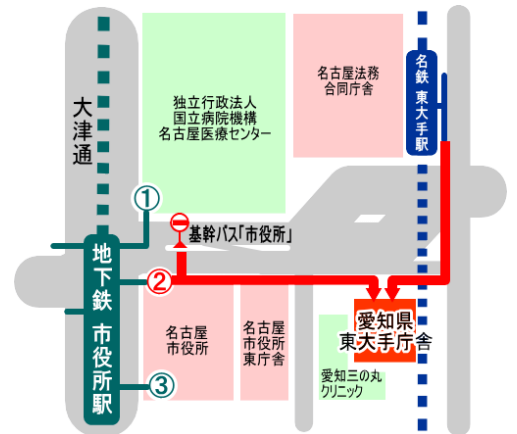 大津通
独立行政法人
国立病院機構
名古屋医療センター
名古屋法務
合同庁舎
名鉄 東大手駅
①
基幹バス「市役所」
地下鉄 市役所駅
②
③
名古屋
市役所
名古屋
市役所
東庁舎
愛知三の丸
クリニック
愛知県
東大手庁舎